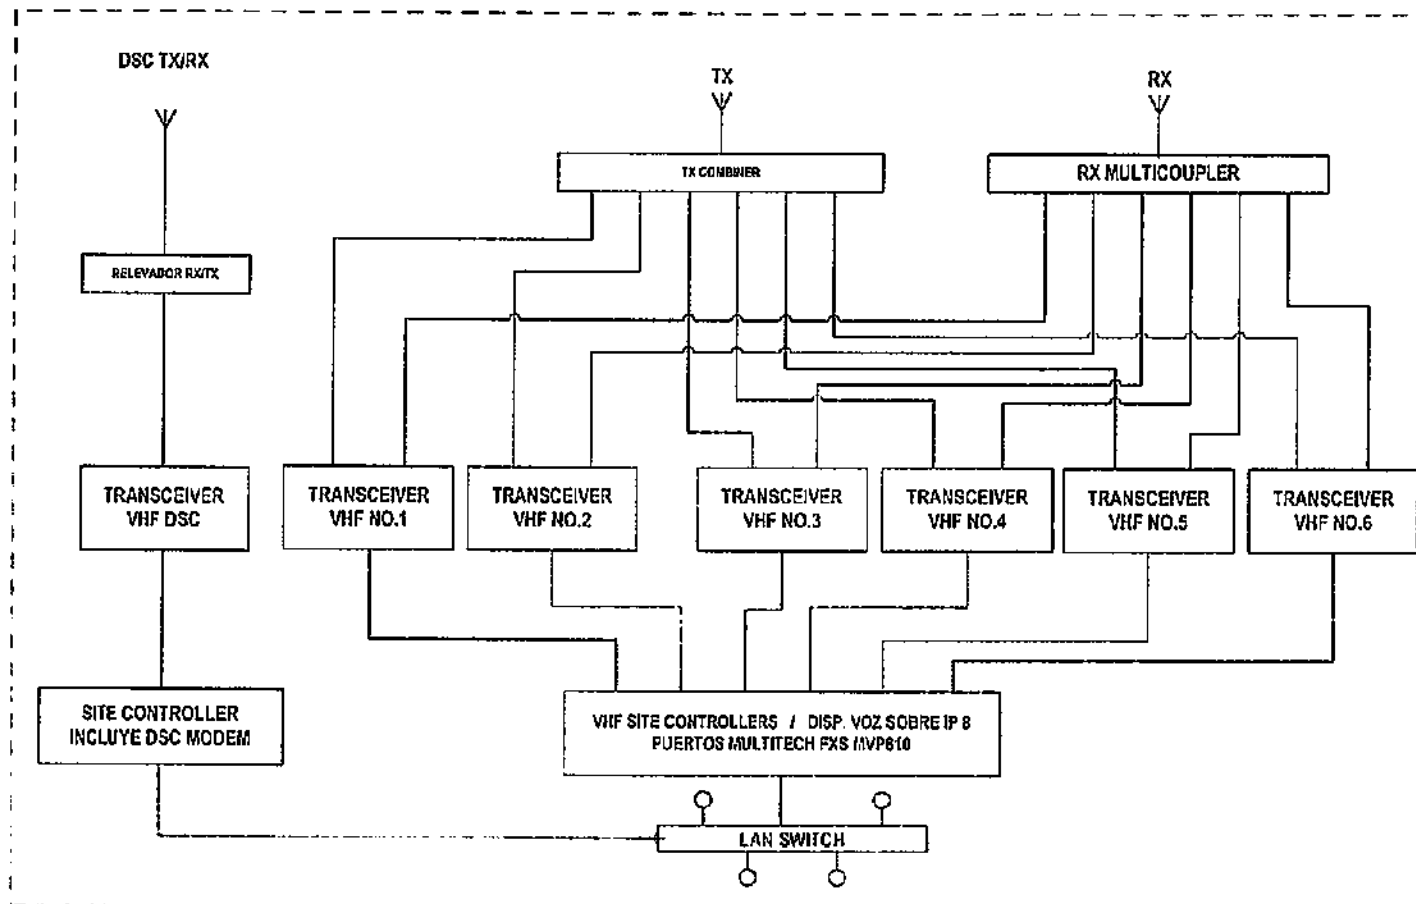 DSC TX/RX
TX
RX
TX COMBINER
RX MULTICOUPLER
RELEVADOR RX/TX
TRANSCEIVER
VHF DSC
TRANSCEIVER
VHF NO.1
TRANSCEIVER
VHF NO.2
TRANSCEIVER
VHF NO.3
TRANSCEIVER
VHF NO.4
TRANSCEIVER
VHF NO.5
TRANSCEIVER
VHF NO.6
SITE CONTROLLER
INCLUYE DSC MODEM
VHF SITE CONTROLLERS / DISP. VOZ SOBRE IP 8
PUERTOS MULTITECH FXS MVP810
LAN SWITCH